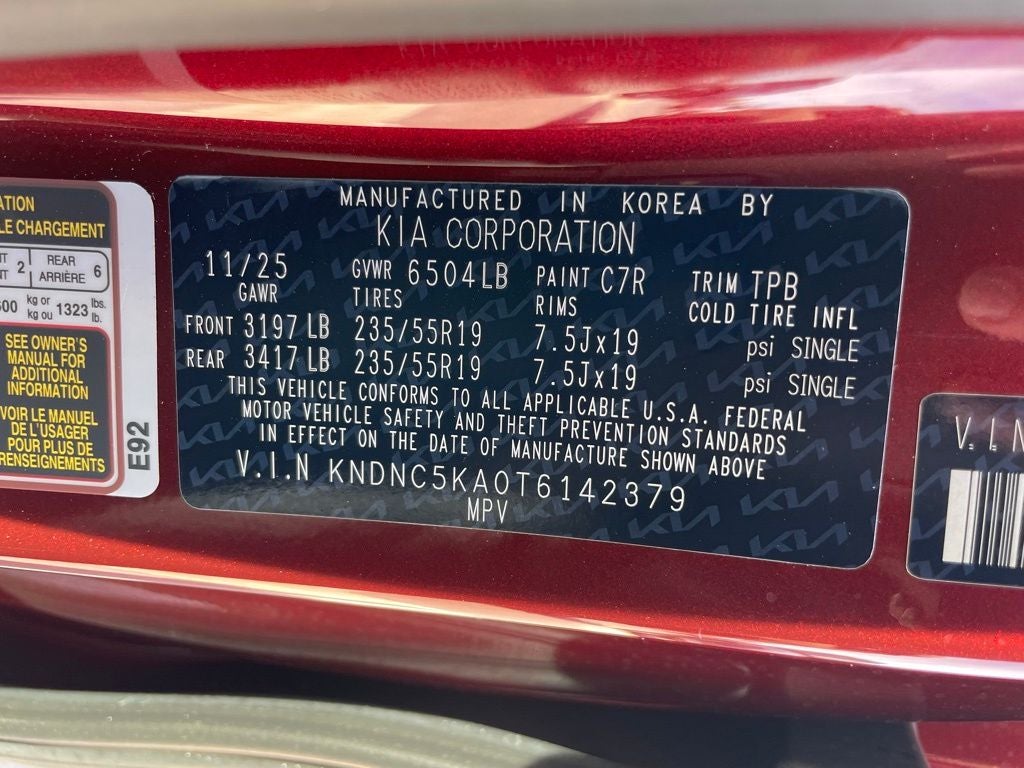 ATION
LE CHARGEMENT
NT 2 REAR
ARRIÈRE 6
600 kg or
kg ou 1323 lbs.
lb.
SEE OWNER'S
MANUAL FOR
ADDITIONAL
INFORMATION
VOIR LE MANUEL
DE L'USAGER
POUR PLUS DE
RENSEIGNEMENTS
E92
MANUFACTURED IN KOREA BY
KIA CORPORATION
11/25 GVWR 6504LB PAINT C7R TRIM TPB
GAWR TIRES RIMS COLD TIRE INFL
FRONT 3197 LB 235/55R19 7.5Jx19 psi SINGLE
REAR 3417 LB 235/55R19 7.5Jx19 psi SINGLE
THIS VEHICLE CONFORMS TO ALL APPLICABLE U.S.A. FEDERAL
MOTOR VEHICLE SAFETY AND THEFT PREVENTION STANDARDS
IN EFFECT ON THE DATE OF MANUFACTURE SHOWN ABOVE
V.I.N KNDNC5KA0T6142379
MPV
V.I.N